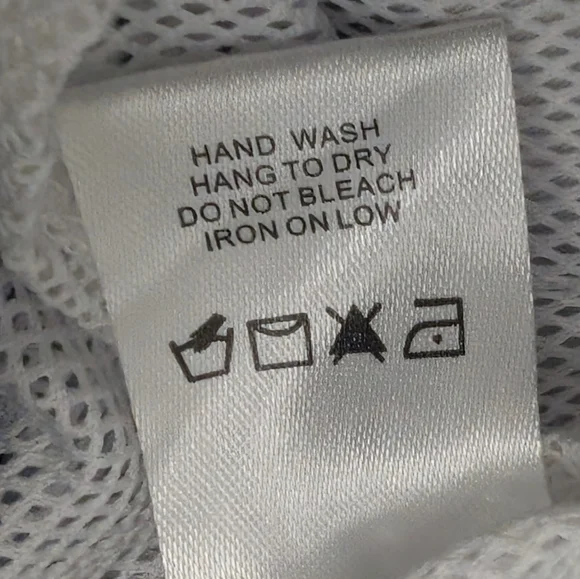 HAND WASH
HANG TO DRY
DO NOT BLEACH
IRON ON LOW